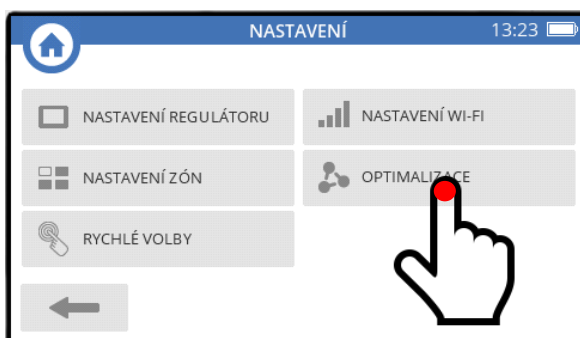 NASTAVENÍ 13:23
NASTAVENÍ REGULÁTORU
NASTAVENÍ WI-FI
NASTAVENÍ ZÓN
OPTIMALIZACE
RYCHLÉ VOLBY